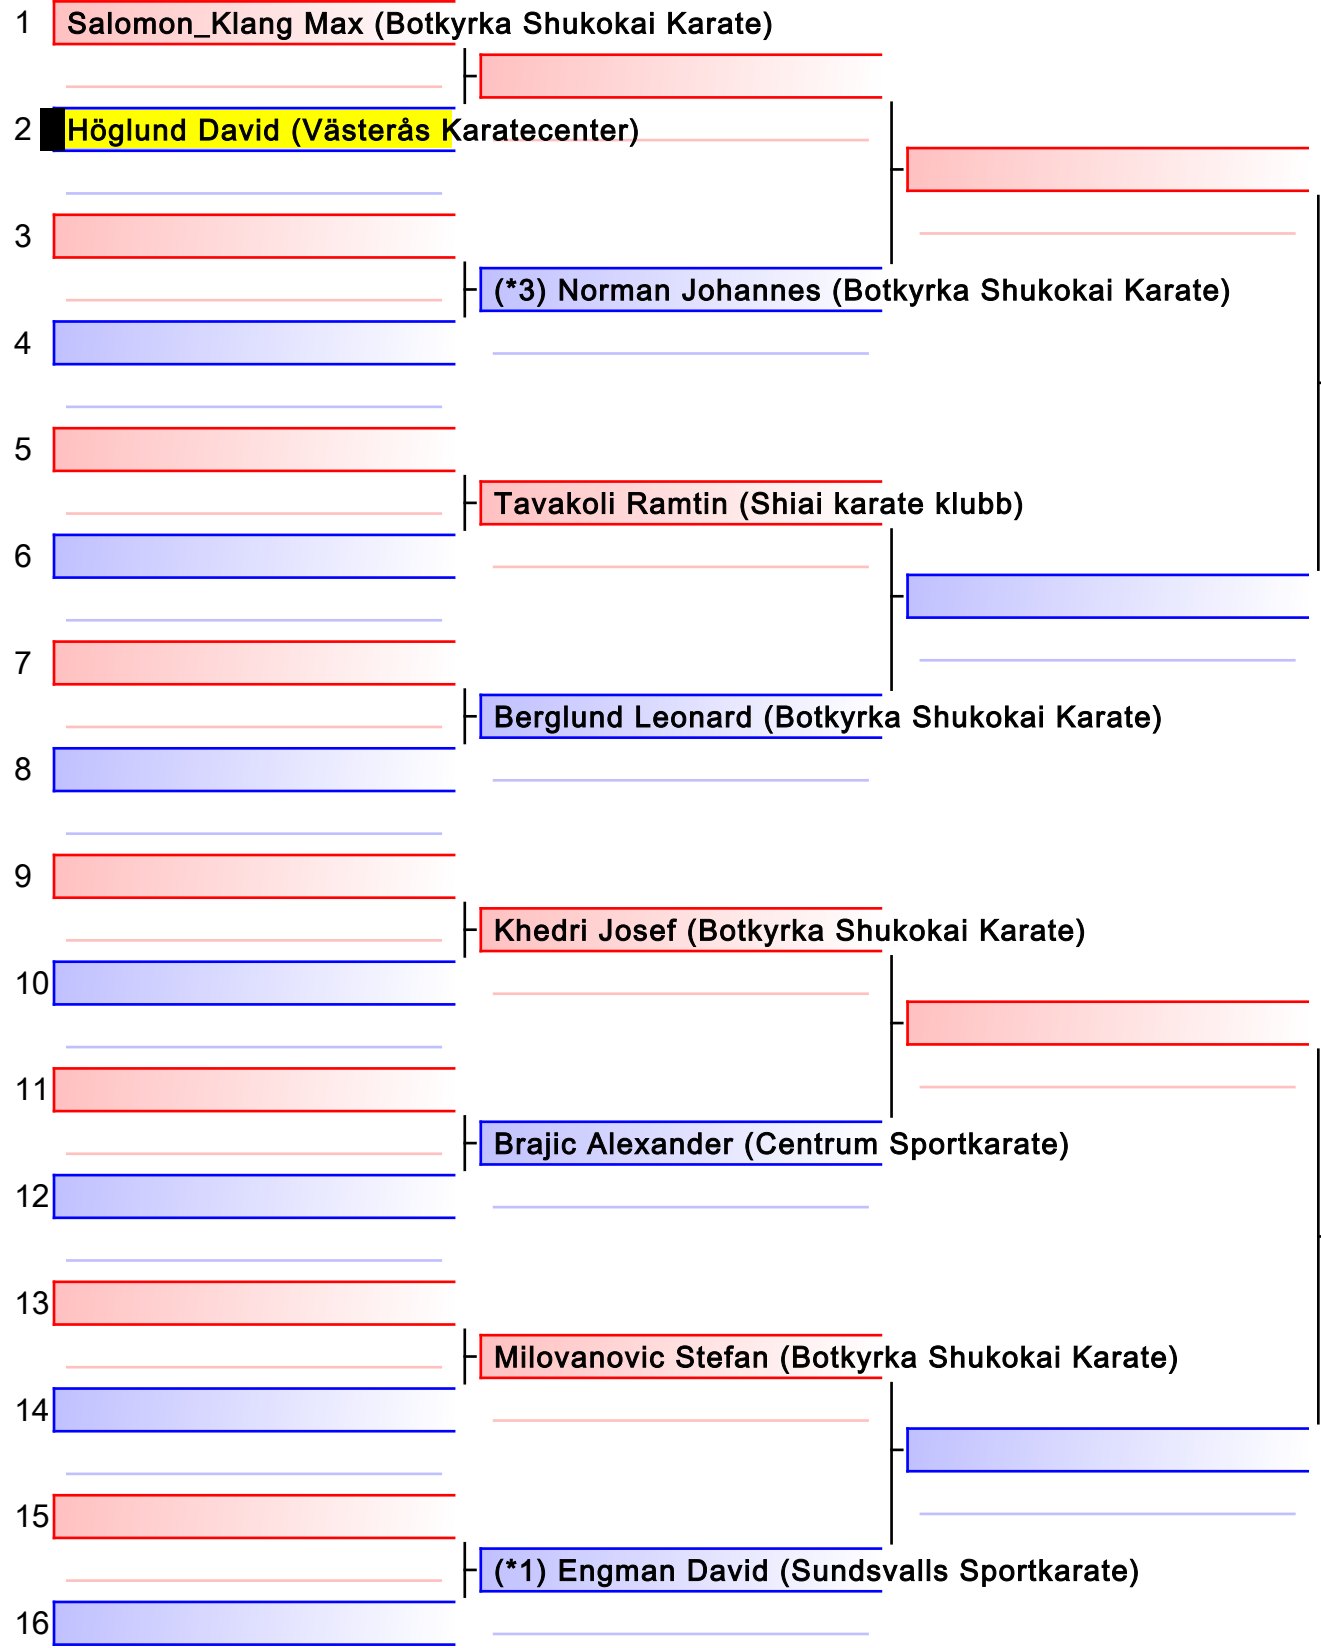 1 Salomon_Klang Max (Botkyrka Shukokai Karate)
2 Höglund David (Västerås Karatecenter)
3
(*3) Norman Johannes (Botkyrka Shukokai Karate)
4
5
Tavakoli Ramtin (Shiai karate klubb)
6
7
Berglund Leonard (Botkyrka Shukokai Karate)
8
9
Khedri Josef (Botkyrka Shukokai Karate)
10
11
Brajic Alexander (Centrum Sportkarate)
12
13
Milovanovic Stefan (Botkyrka Shukokai Karate)
14
15
(*1) Engman David (Sundsvalls Sportkarate)
16